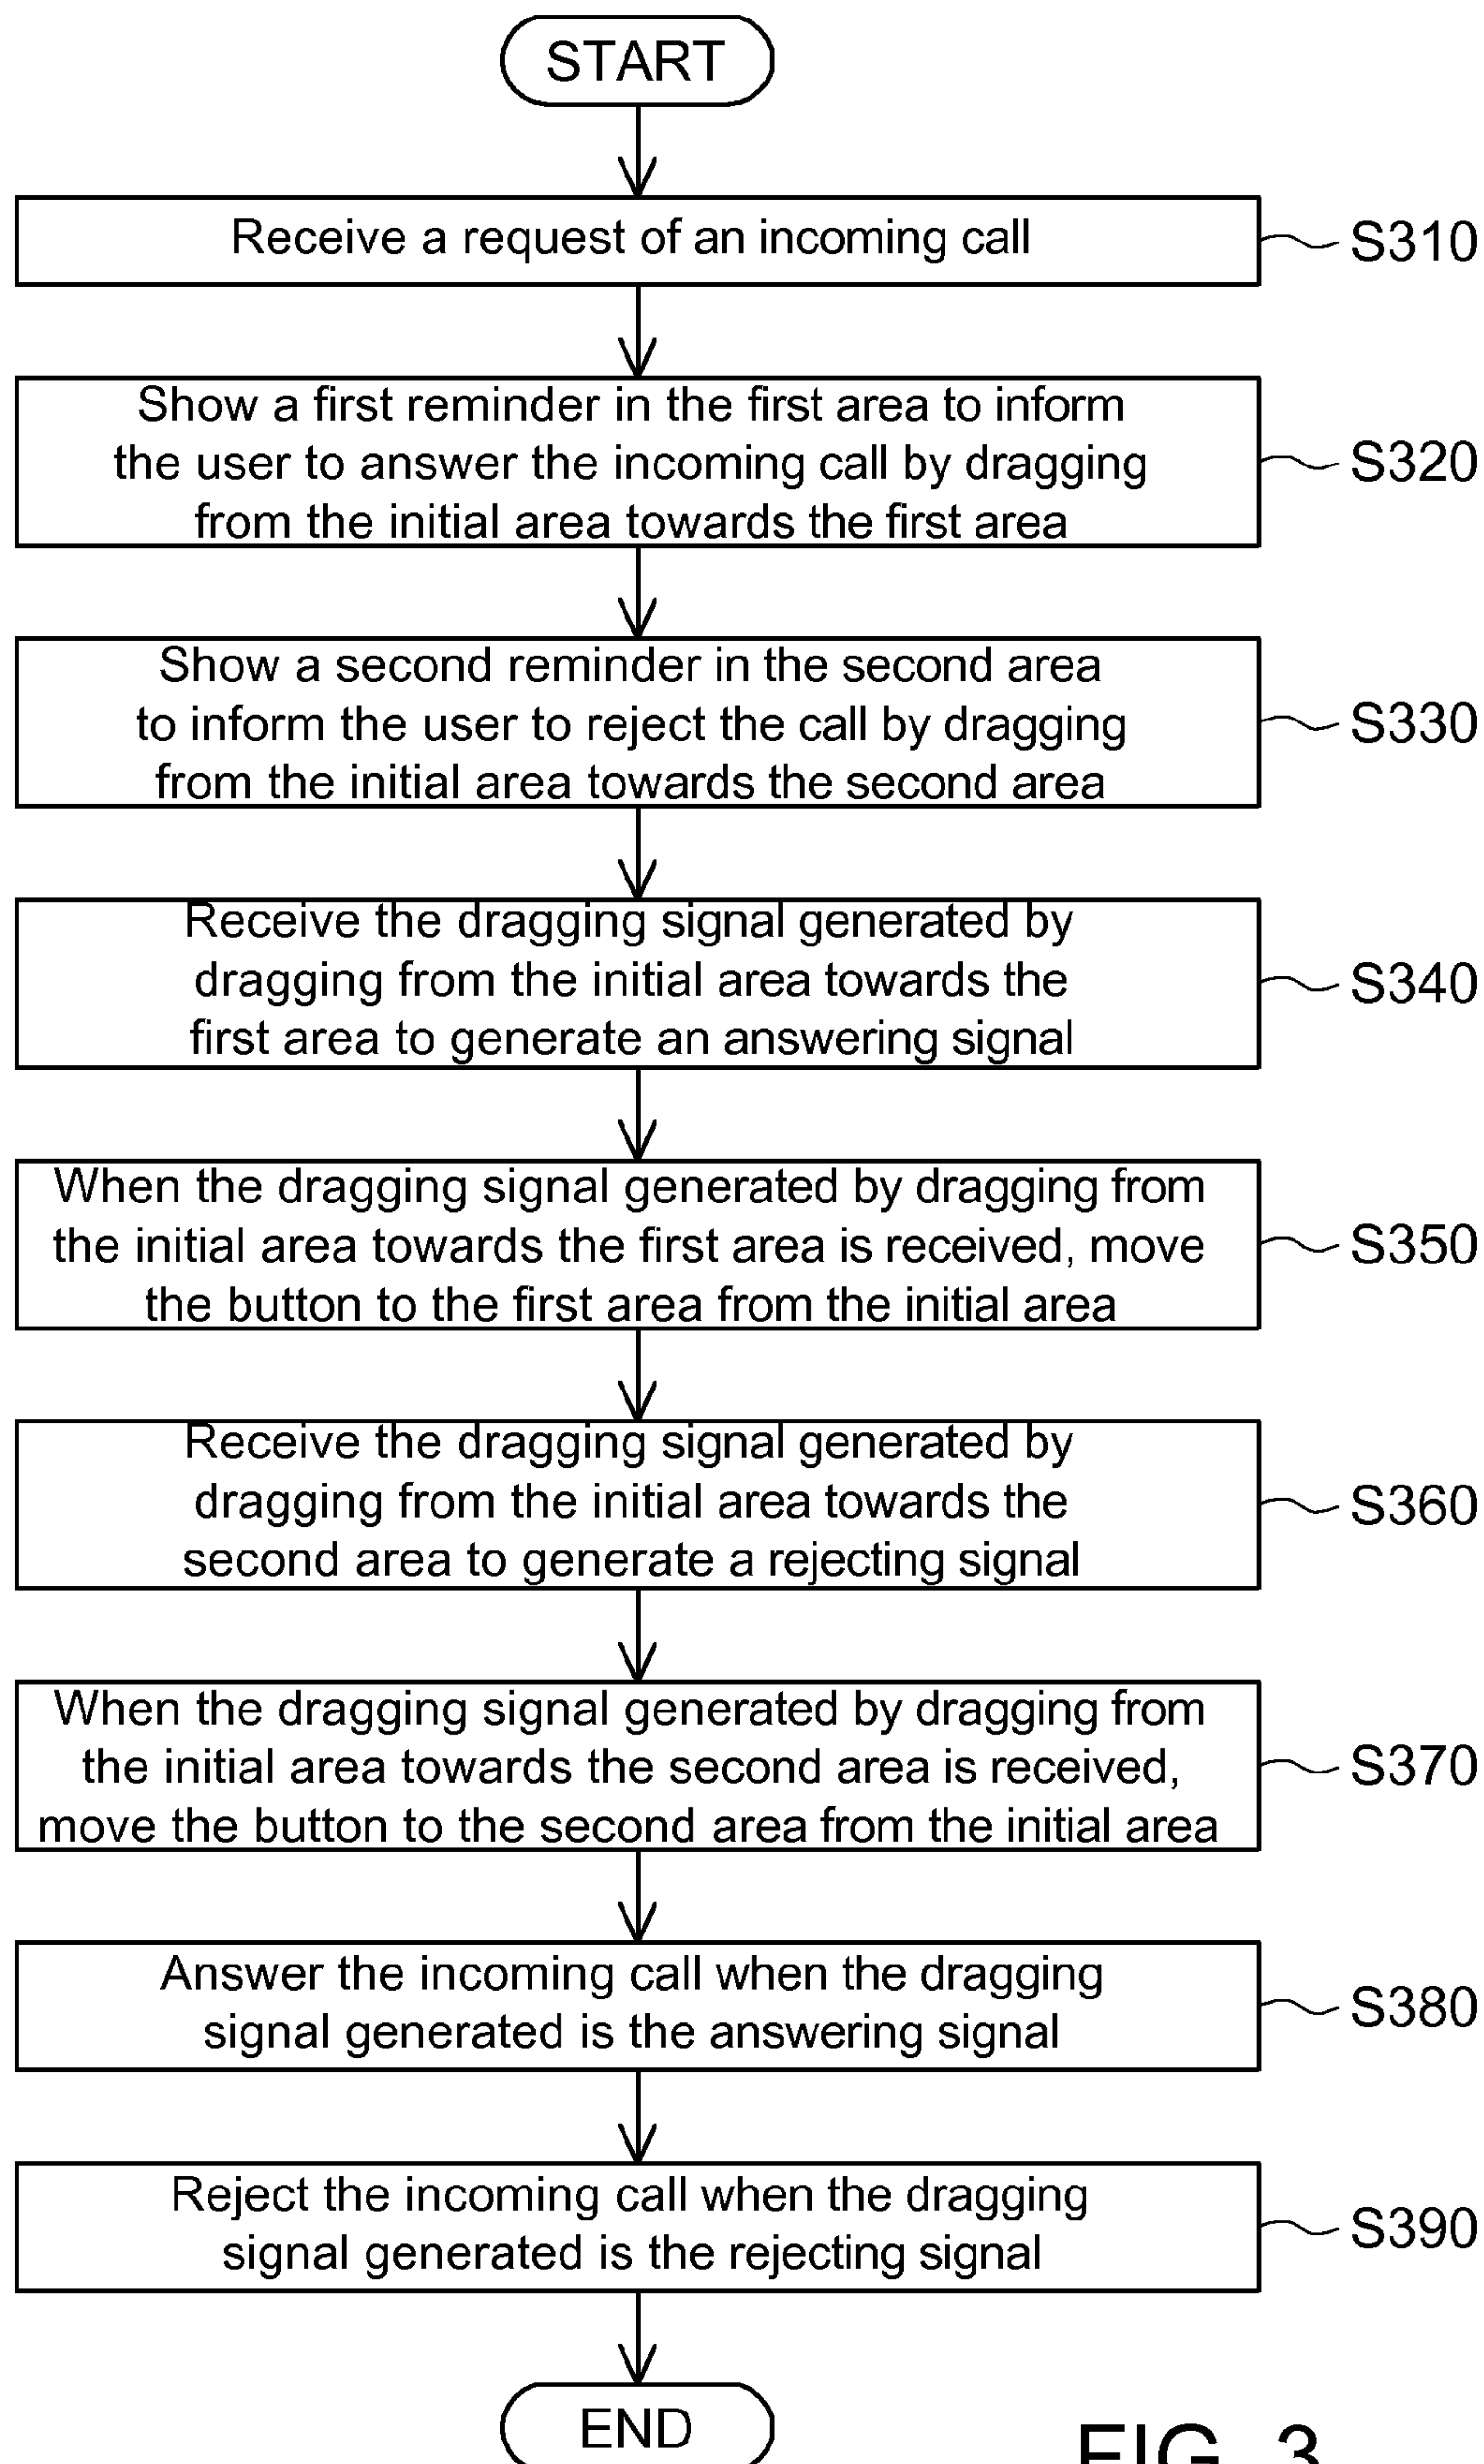 START
Receive a request of an incoming call
S310
Show a first reminder in the first area to inform
the user to answer the incoming call by dragging
from the initial area towards the first area
S320
Show a second reminder in the second area
to inform the user to reject the call by dragging
from the initial area towards the second area
S330
Receive the dragging signal generated by
dragging from the initial area towards the
first area to generate an answering signal
S340
When the dragging signal generated by dragging from
the initial area towards the first area is received, move
the button to the first area from the initial area
S350
Receive the dragging signal generated by
dragging from the initial area towards the
second area to generate a rejecting signal
S360
When the dragging signal generated by dragging from
the initial area towards the second area is received,
move the button to the second area from the initial area
S370
Answer the incoming call when the dragging
signal generated is the answering signal
S380
Reject the incoming call when the dragging
signal generated is the rejecting signal
S390
END
FIG. 3